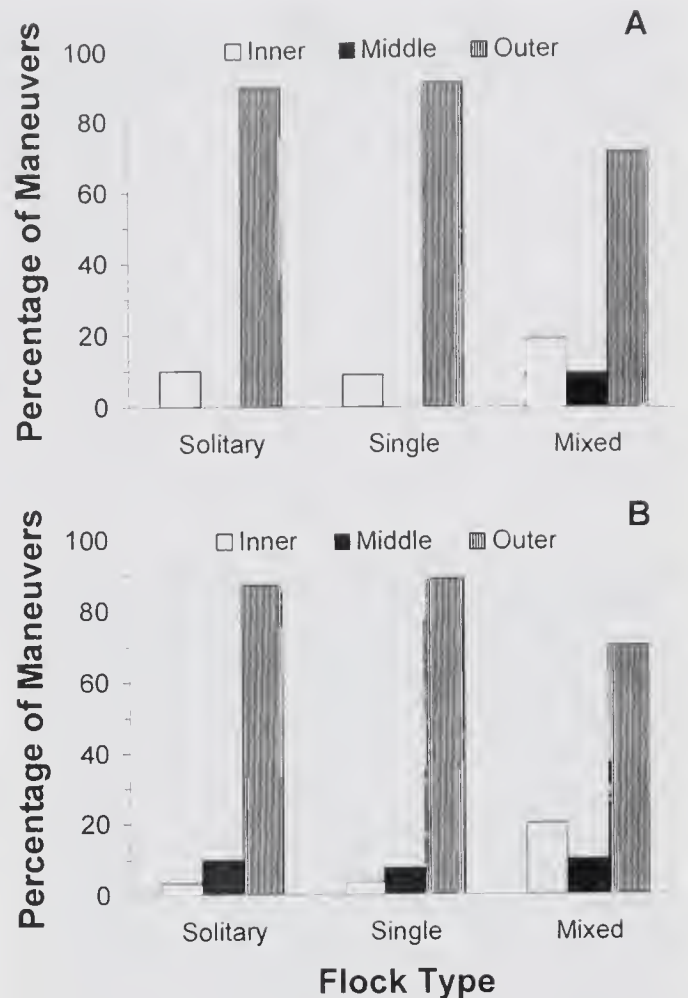 A
Inner Middle Outer
Percentage of Maneuvers
100
80
60
40
20
0
Solitary Single Mixed
B
Inner Middle Outer
Percentage of Maneuvers
100
80
60
40
20
0
Solitary Single Mixed
Flock Type